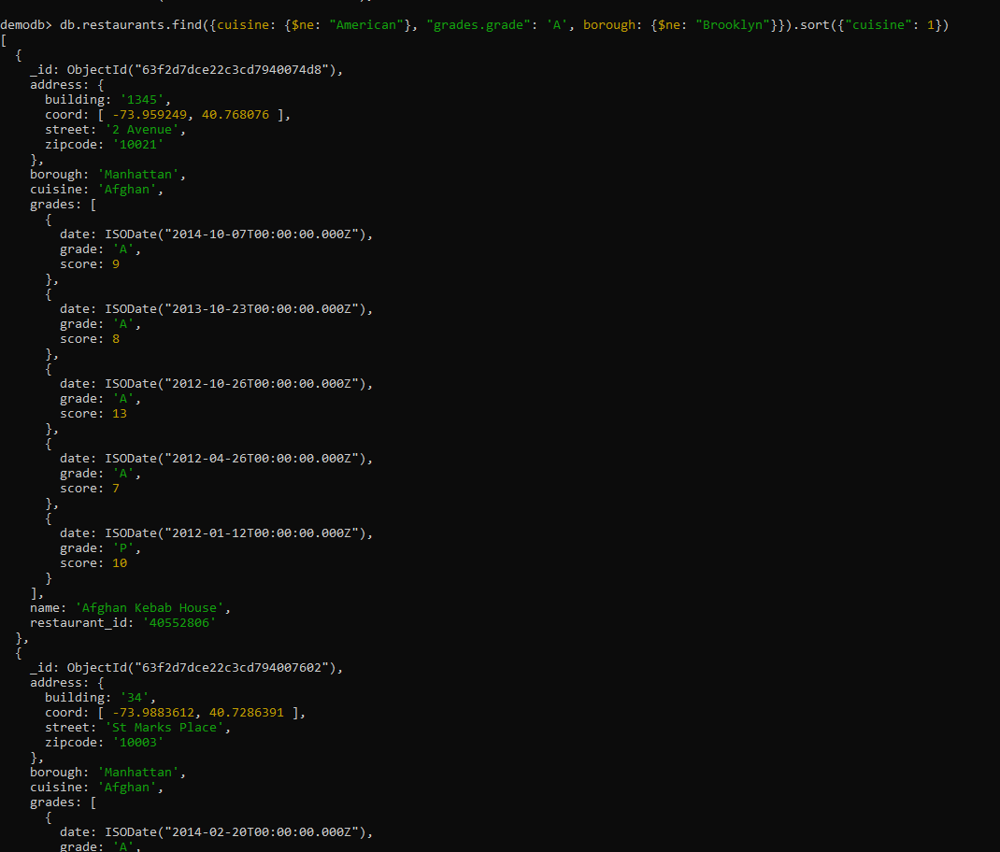 demodb> db.restaurants.find({cuisine: {$ne: "American"}, "grades.grade": 'A', borough: {$ne: "Brooklyn"}}).sort({"cuisine": 1})
[
  {
    _id: ObjectId("63f2d7dce22c3cd7940074d8"),
    address: {
      building: '1345',
      coord: [ -73.959249, 40.768076 ],
      street: '2 Avenue',
      zipcode: '10021'
    },
    borough: 'Manhattan',
    cuisine: 'Afghan',
    grades: [
      {
        date: ISODate("2014-10-07T00:00:00.000Z"),
        grade: 'A',
        score: 9
      },
      {
        date: ISODate("2013-10-23T00:00:00.000Z"),
        grade: 'A',
        score: 8
      },
      {
        date: ISODate("2012-10-26T00:00:00.000Z"),
        grade: 'A',
        score: 13
      },
      {
        date: ISODate("2012-04-26T00:00:00.000Z"),
        grade: 'A',
        score: 7
      },
      {
        date: ISODate("2012-01-12T00:00:00.000Z"),
        grade: 'P',
        score: 10
      }
    ],
    name: 'Afghan Kebab House',
    restaurant_id: '40552806'
  },
  {
    _id: ObjectId("63f2d7dce22c3cd794007602"),
    address: {
      building: '34',
      coord: [ -73.9883612, 40.7286391 ],
      street: 'St Marks Place',
      zipcode: '10003'
    },
    borough: 'Manhattan',
    cuisine: 'Afghan',
    grades: [
      {
        date: ISODate("2014-02-20T00:00:00.000Z"),
        grade: 'A',